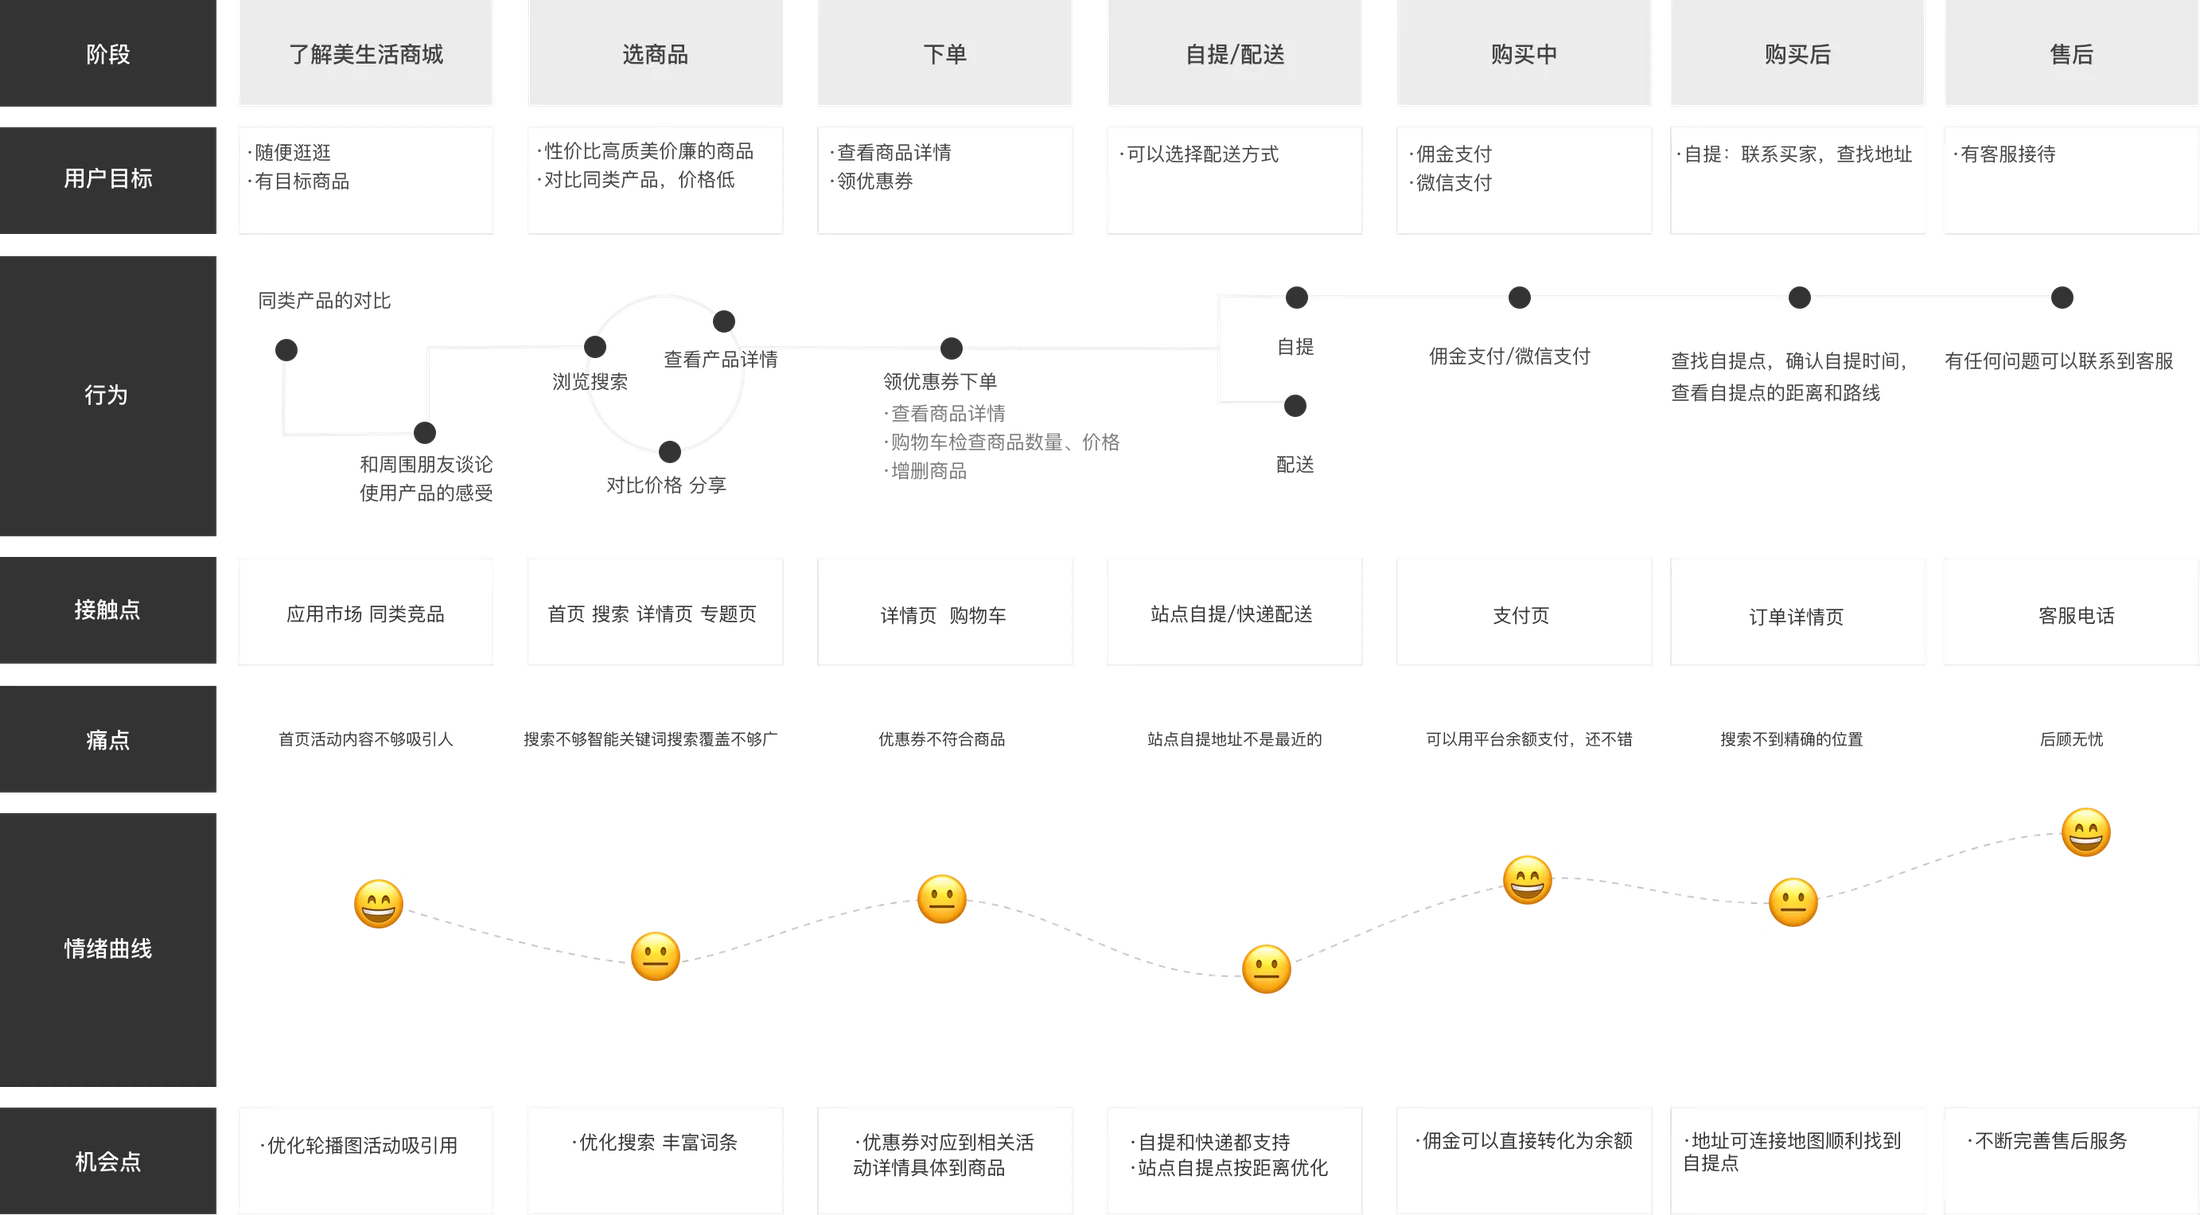 阶段
了解美生活商城
选商品
下单
自提/配送
购买中
购买后
售后
用户目标
·随便逛逛
·有目标商品
·性价比高质美价廉的商品
·对比同类产品，价格低
·查看商品详情
·领优惠券
·可以选择配送方式
·佣金支付
·微信支付
·自提：联系买家，查找地址
·有客服接待
行为
同类产品的对比
和周围朋友谈论
使用产品的感受
浏览搜索
查看产品详情
对比价格 分享
领优惠券下单
·查看商品详情
·购物车检查商品数量、价格
·增删商品
自提
配送
佣金支付/微信支付
查找自提点，确认自提时间，
查看自提点的距离和路线
有任何问题可以联系到客服
接触点
应用市场 同类竞品
首页 搜索 详情页 专题页
详情页 购物车
站点自提/快递配送
支付页
订单详情页
客服电话
痛点
首页活动内容不够吸引人
搜索不够智能关键词搜索覆盖不够广
优惠券不符合商品
站点自提地址不是最近的
可以用平台余额支付，还不错
搜索不到精确的位置
后顾无忧
情绪曲线
机会点
·优化轮播图活动吸引用
·优化搜索 丰富词条
·优惠券对应到相关活
动详情具体到商品
·自提和快递都支持
·站点自提点按距离优化
·佣金可以直接转化为余额
·地址可连接地图顺利找到
自提点
·不断完善售后服务